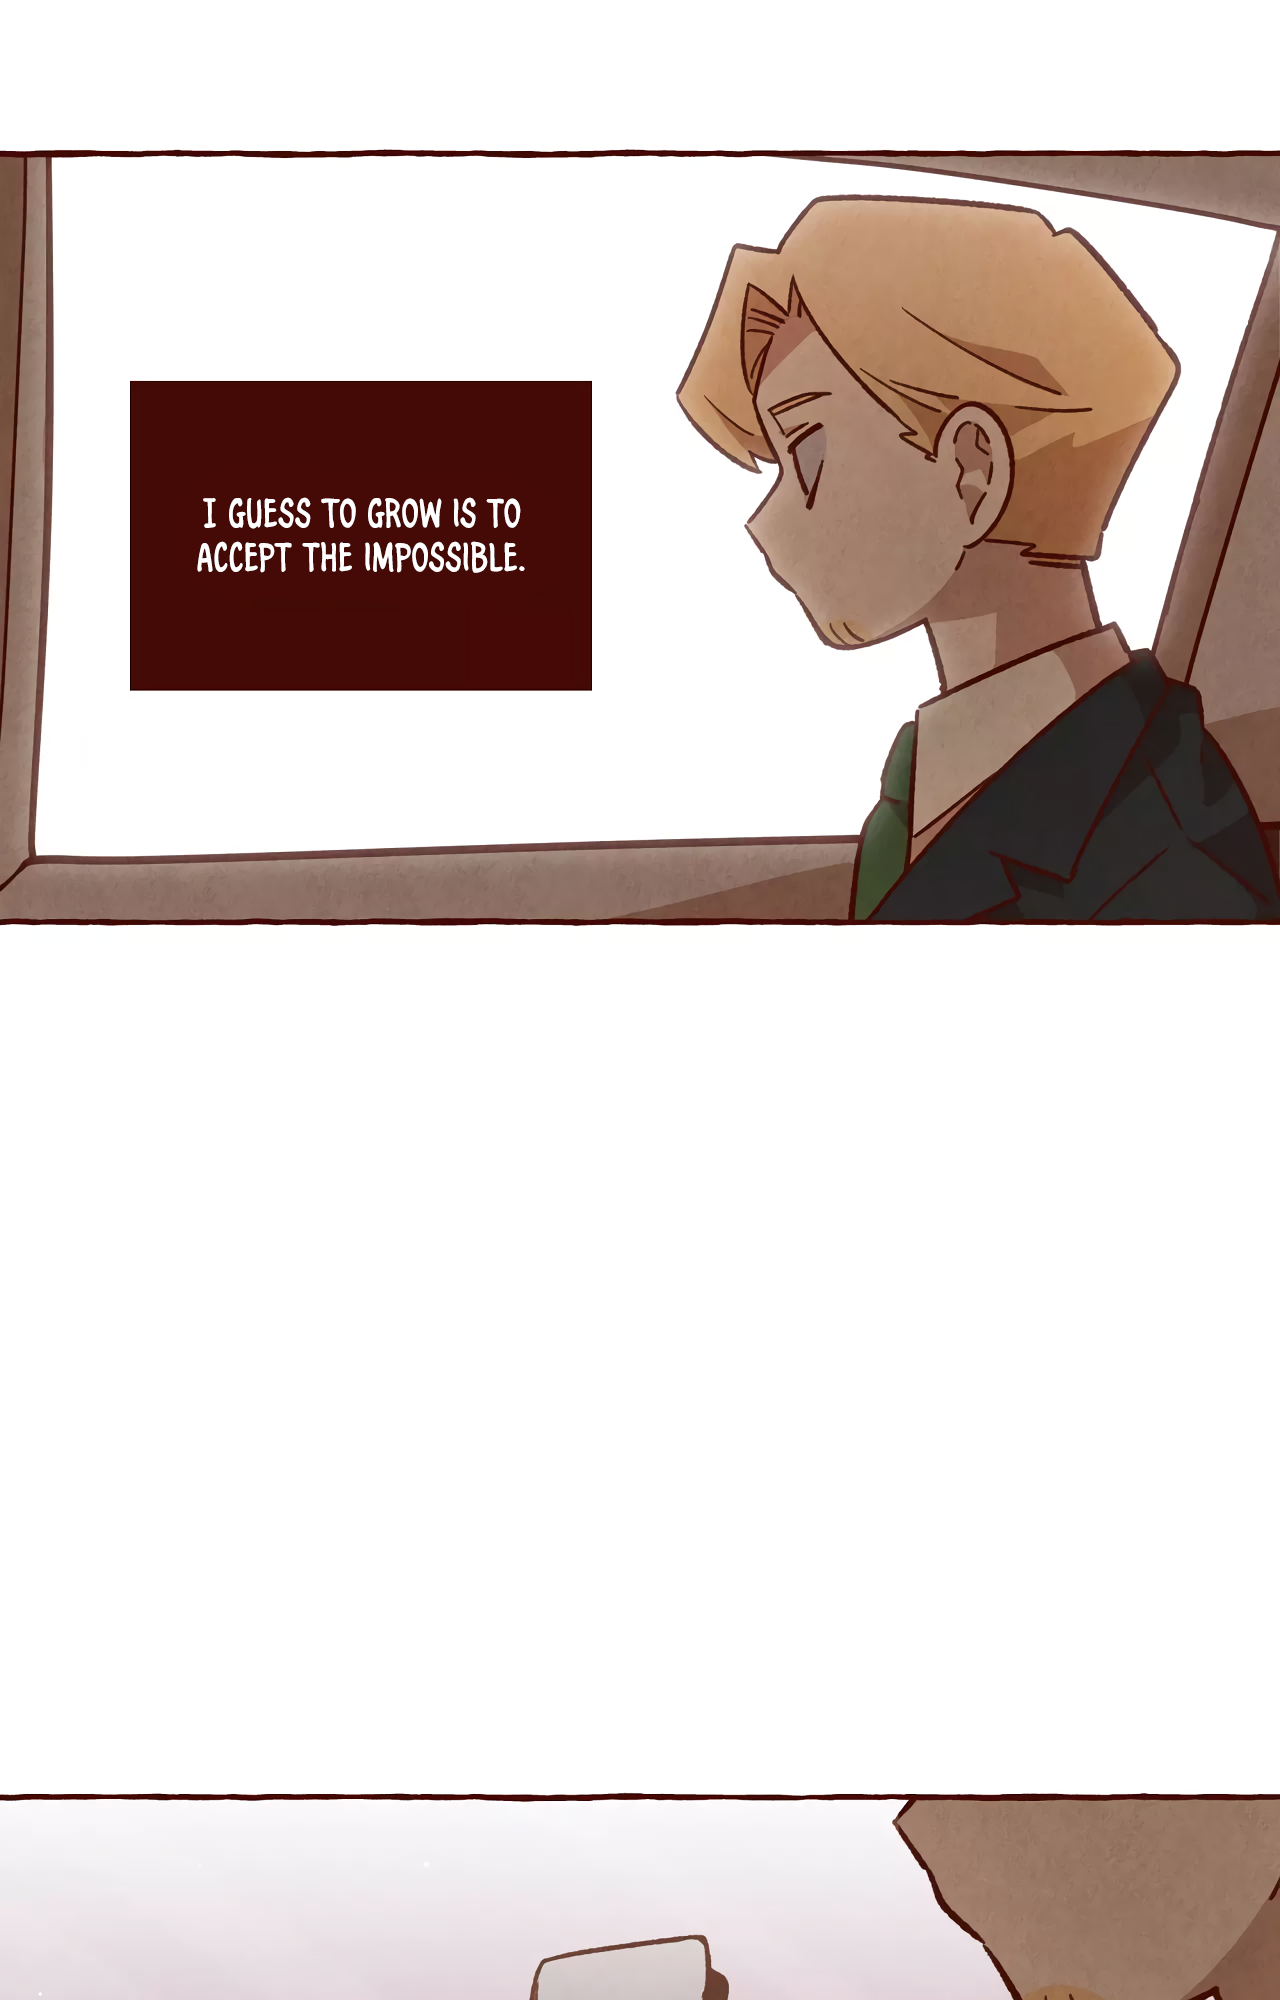 I GUESS TO GROW IS TO
ACCEPT THE IMPOSSIBLE.